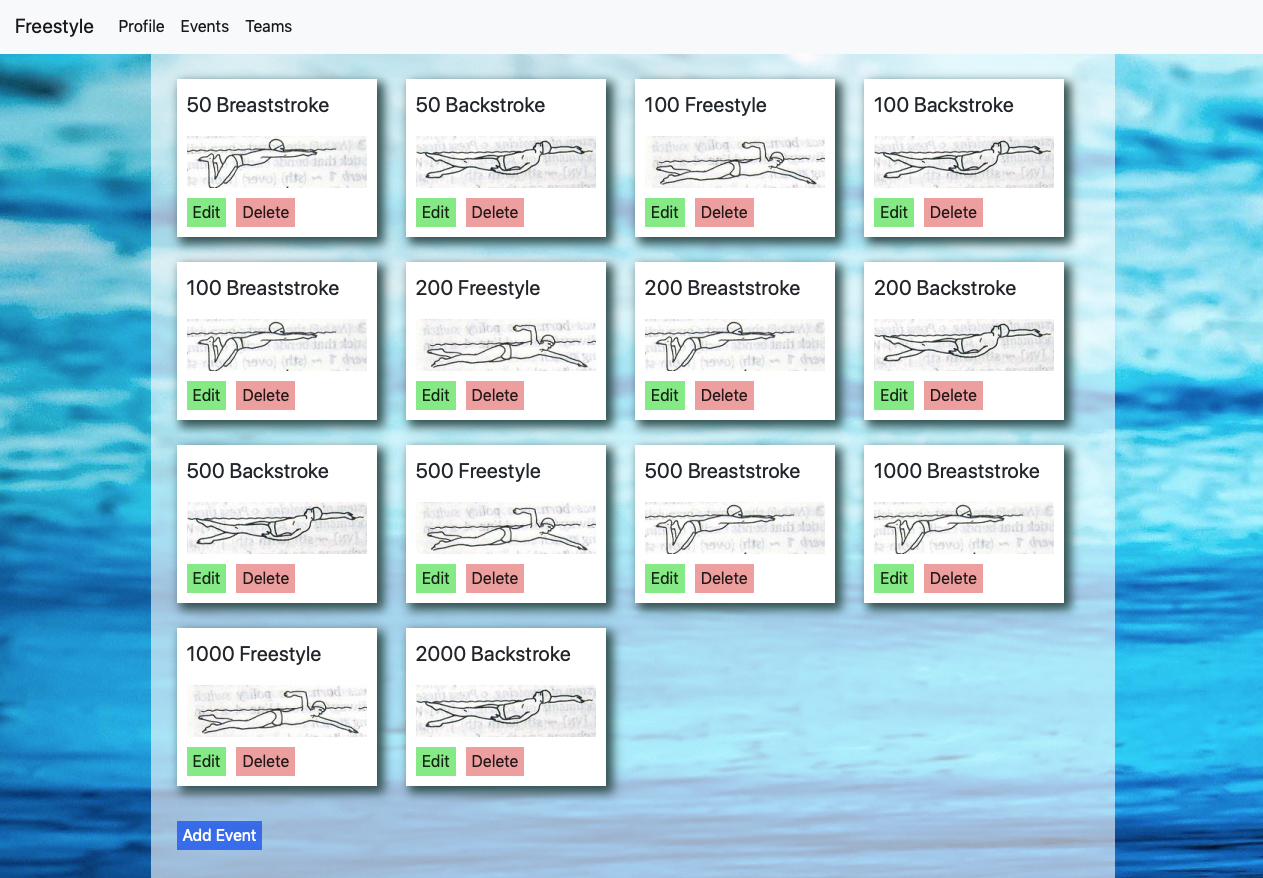 Freestyle Profile Events Teams
50 Breaststroke
Edit Delete
50 Backstroke
Edit Delete
100 Freestyle
Edit Delete
100 Backstroke
Edit Delete
100 Breaststroke
Edit Delete
200 Freestyle
Edit Delete
200 Breaststroke
Edit Delete
200 Backstroke
Edit Delete
500 Backstroke
Edit Delete
500 Freestyle
Edit Delete
500 Breaststroke
Edit Delete
1000 Breaststroke
Edit Delete
1000 Freestyle
Edit Delete
2000 Backstroke
Edit Delete
Add Event